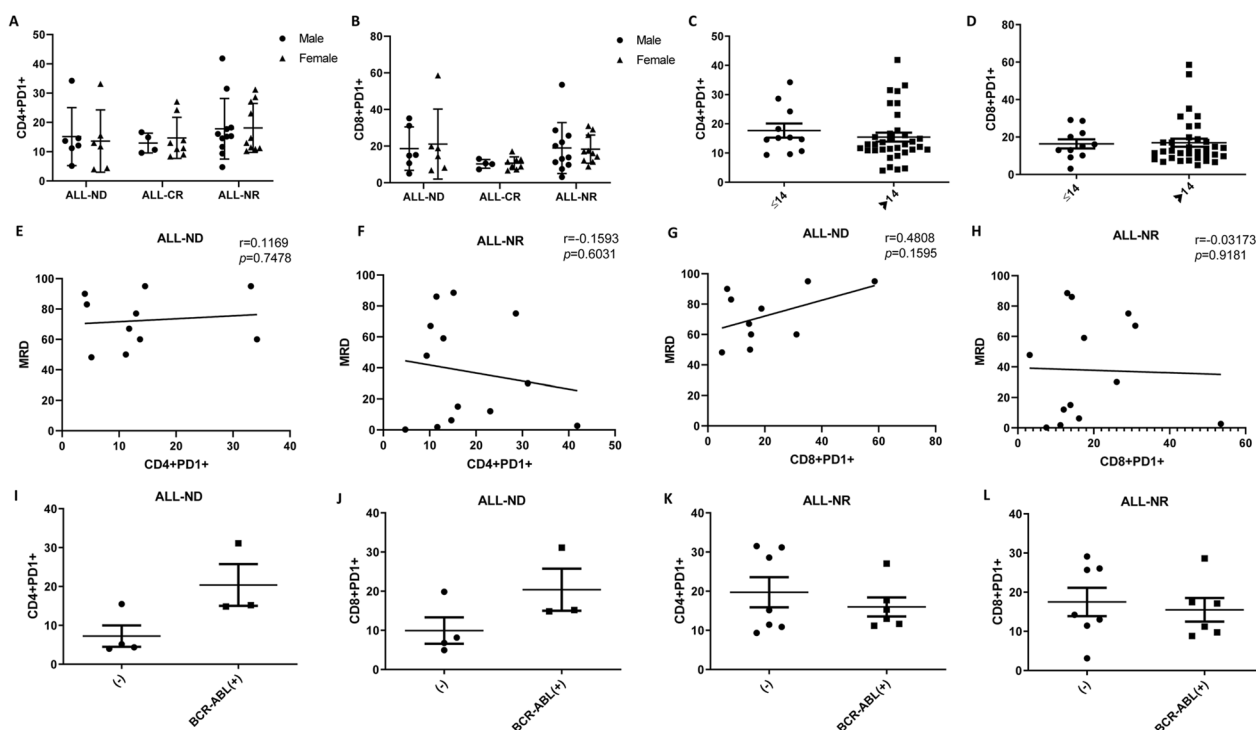 A
50
40
30
20
10
0
CD4+PD1+
ALL-ND
ALL-CR
ALL-NR
Male
Female
B
80
60
40
20
0
CD8+PD1+
ALL-ND
ALL-CR
ALL-NR
Male
Female
C
60
40
20
0
CD4+PD1+
≤14
14
D
80
60
40
20
0
CD8+PD1+
≤14
14
E
ALL-ND
r=0.1169
p=0.7478
100
80
60
40
20
0
MRD
0
10
20
30
40
CD4+PD1+
F
ALL-NR
r=-0.1593
p=0.6031
100
80
60
40
20
0
MRD
0
10
20
30
40
50
CD4+PD1+
G
ALL-ND
r=0.4808
p=0.1595
100
80
60
40
20
0
MRD
0
20
40
60
80
CD8+PD1+
H
ALL-NR
r=-0.03173
p=0.9181
100
80
60
40
20
0
MRD
0
20
40
60
CD8+PD1+
I
ALL-ND
40
30
20
10
0
CD4+PD1+
(-)
BCR-ABL(+)
J
ALL-ND
40
30
20
10
0
CD8+PD1+
(-)
BCR-ABL(+)
K
ALL-NR
40
30
20
10
0
CD4+PD1+
(-)
BCR-ABL(+)
L
ALL-NR
40
30
20
10
0
CD8+PD1+
(-)
BCR-ABL(+)